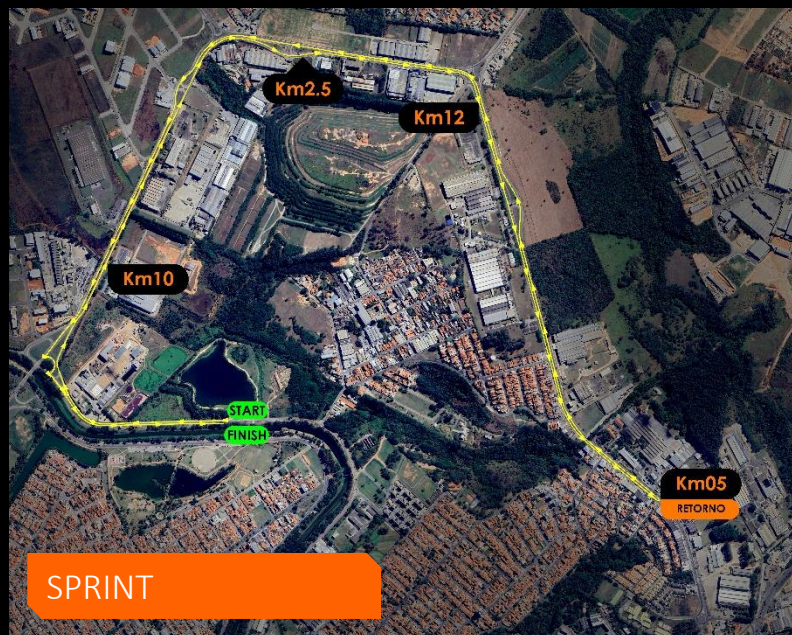 Km2.5
Km12
Km10
START
FINISH
Km05
RETORNO
SPRINT